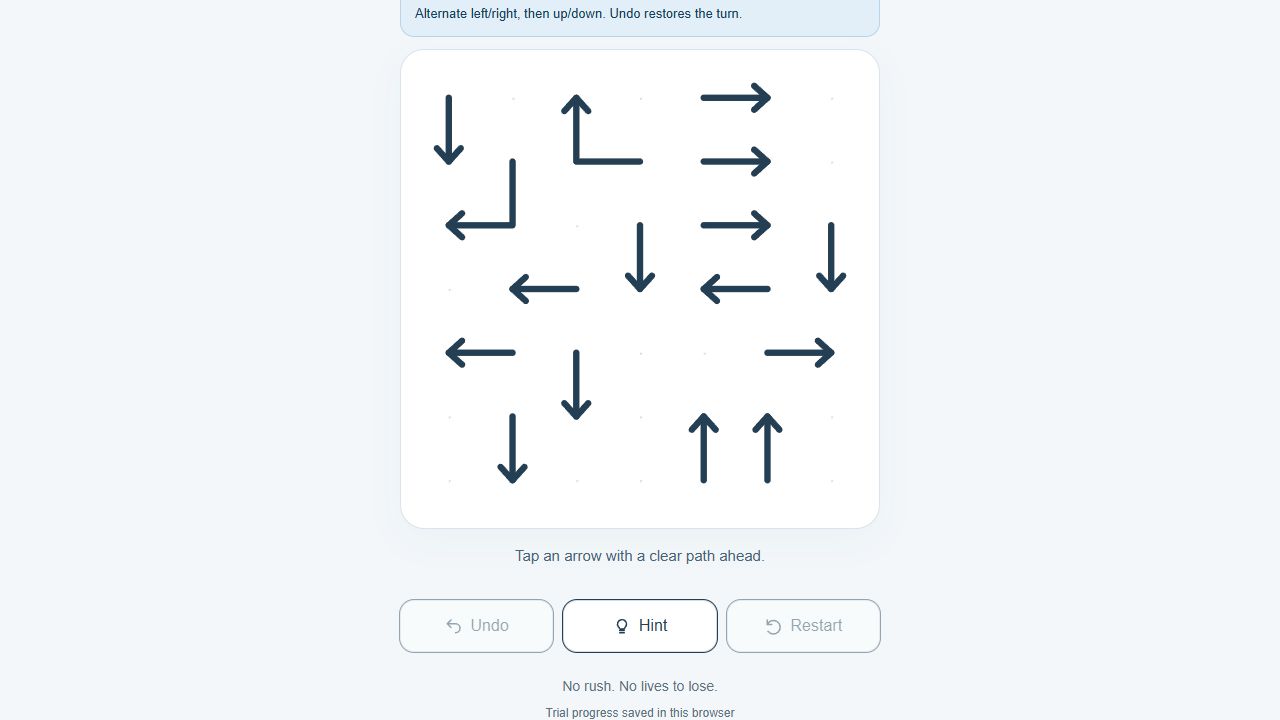 Alternate left/right, then up/down. Undo restores the turn.
Tap an arrow with a clear path ahead.
Undo
Hint
Restart
No rush. No lives to lose.
Trial progress saved in this browser